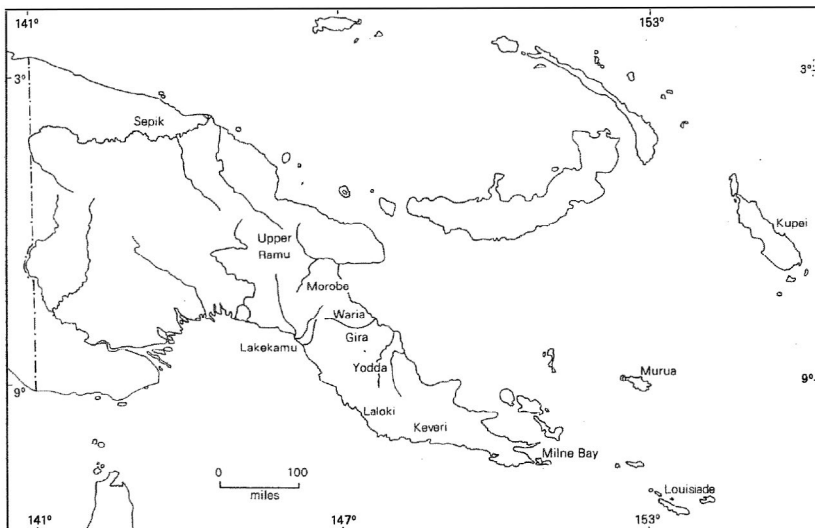 141°
153°
3°
3°
Sepik
Kupei
Upper
Ramu
Morobe
Waria
Gira
Lakekamu
Yodda
Murua
9°
9°
Laloki
Keveri
Milne Bay
0 100
miles
Louisiade
141°
147°
153°